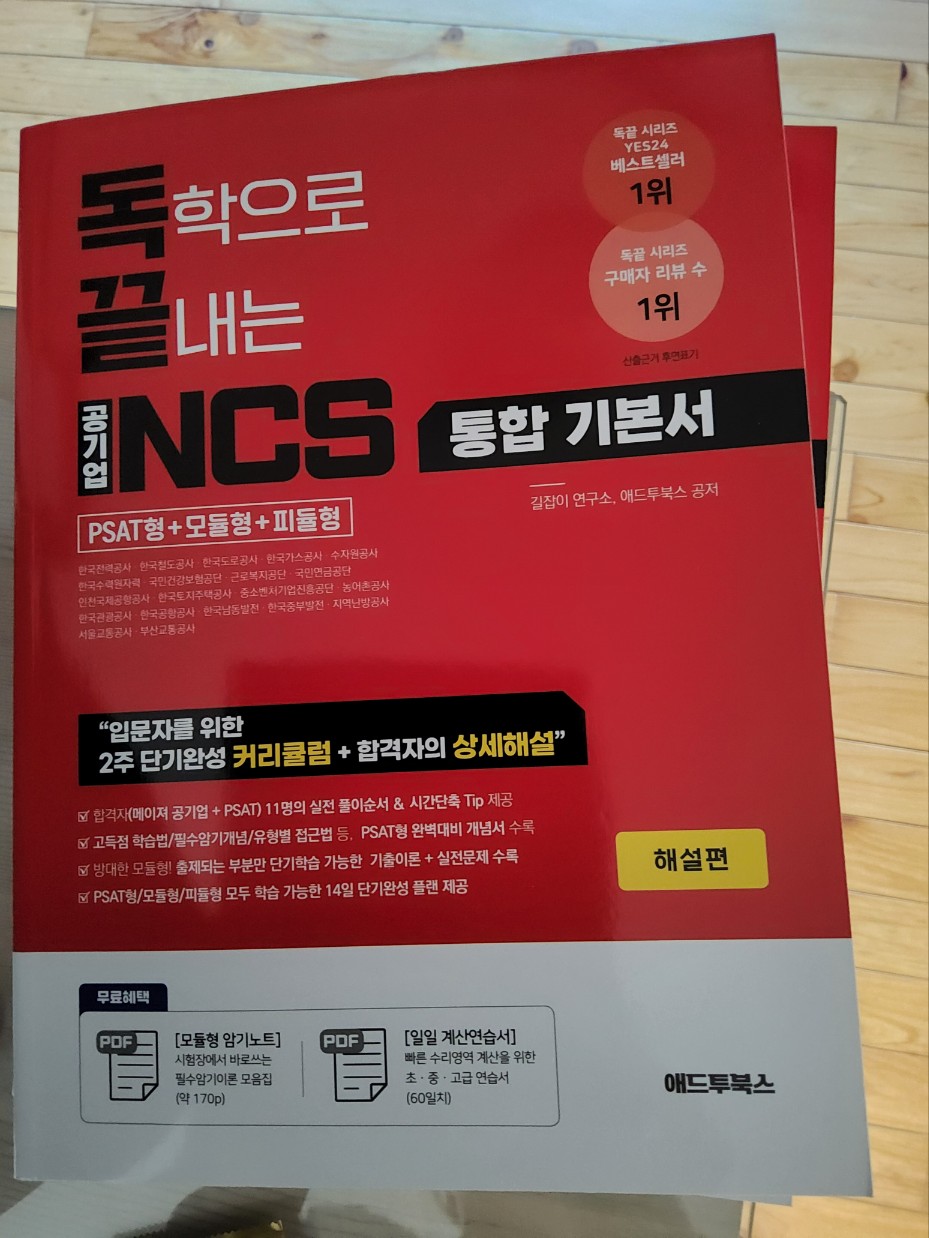 독학으로
끝내는
공기업 NCS 통합 기본서
독끝 시리즈
YES24
베스트셀러
1위
독끝 시리즈
구매자 리뷰 수
1위
산출근거 후면표기
길잡이 연구소, 애드투북스 공저
PSAT형+모듈형+피듈형
한국전력공사 · 한국철도공사 · 한국도로공사 · 한국가스공사 · 수자원공사
한국수력원자력 · 국민건강보험공단 · 근로복지공단 · 국민연금공단
인천국제공항공사 · 한국토지주택공사 · 중소벤처기업진흥공단 · 농어촌공사
한국관광공사 · 한국공항공사 · 한국남동발전 · 한국중부발전 · 지역난방공사
서울교통공사 · 부산교통공사
“입문자를 위한
2주 단기완성 커리큘럼 + 합격자의 상세해설”
합격자(메이져 공기업 + PSAT) 11명의 실전 풀이순서 & 시간단축 Tip 제공
고득점 학습법/필수암기개념/유형별 접근법 등, PSAT형 완벽대비 개념서 수록
방대한 모듈형! 출제되는 부분만 단기학습 가능한 기출이론 + 실전문제 수록
PSAT형/모듈형/피듈형 모두 학습 가능한 14일 단기완성 플랜 제공
해설편
무료혜택
PDF
[모듈형 암기노트]
시험장에서 바로쓰는
필수암기이론 모음집
(약 170p)
PDF
[일일 계산연습서]
빠른 수리영역 계산을 위한
초 · 중 · 고급 연습서
(60일치)
애드투북스